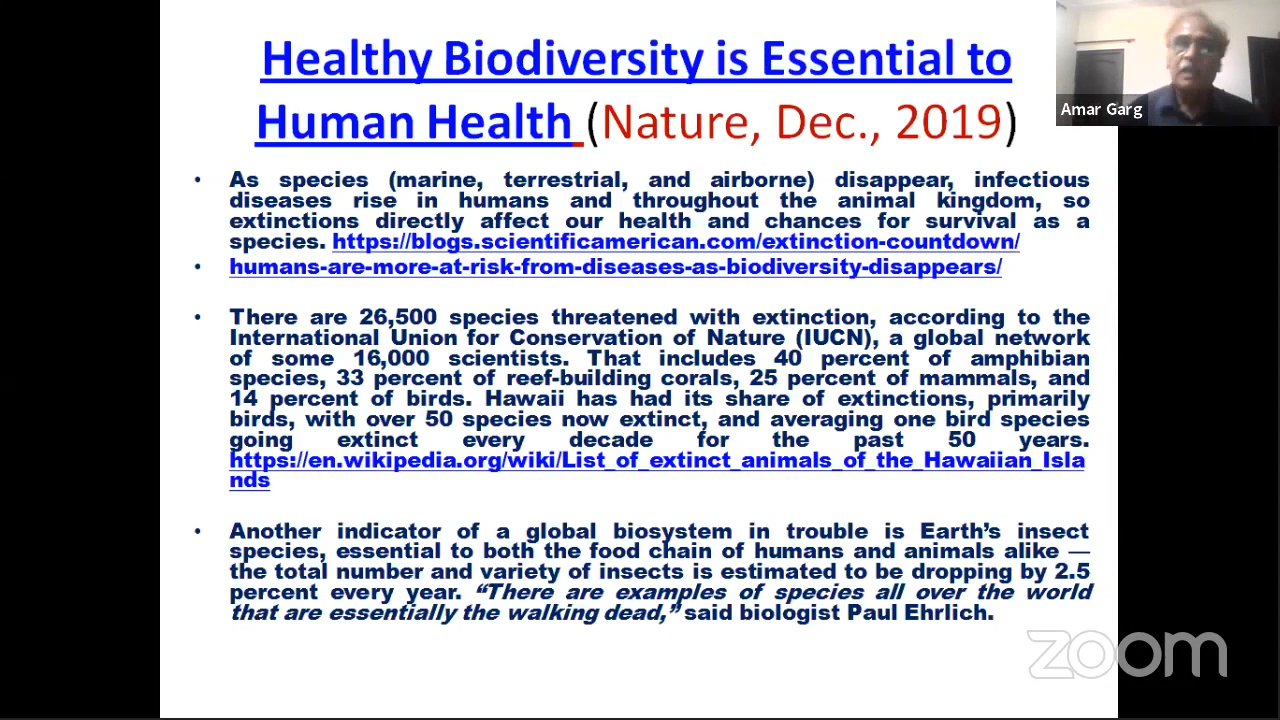 Healthy Biodiversity is Essential to
Human Health (Nature, Dec., 2019)
Amar Garg
• As species (marine, terrestrial, and airborne) disappear, infectious
diseases rise in humans and throughout the animal kingdom, so
extinctions directly affect our health and chances for survival as a
species. https://blogs.scientificamerican.com/extinction-countdown/
• humans-are-more-at-risk-from-diseases-as-biodiversity-disappears/
• There are 26,500 species threatened with extinction, according to the
International Union for Conservation of Nature (IUCN), a global network
of some 16,000 scientists. That includes 40 percent of amphibian
species, 33 percent of reef-building corals, 25 percent of mammals, and
14 percent of birds. Hawaii has had its share of extinctions, primarily
birds, with over 50 species now extinct, and averaging one bird species
going extinct every decade for the past 50 years.
https://en.wikipedia.org/wiki/List_of_extinct_animals_of_the_Hawaiian_Isla
nds
• Another indicator of a global biosystem in trouble is Earth’s insect
species, essential to both the food chain of humans and animals alike —
the total number and variety of insects is estimated to be dropping by 2.5
percent every year. “There are examples of species all over the world
that are essentially the walking dead,” said biologist Paul Ehrlich.
zoom